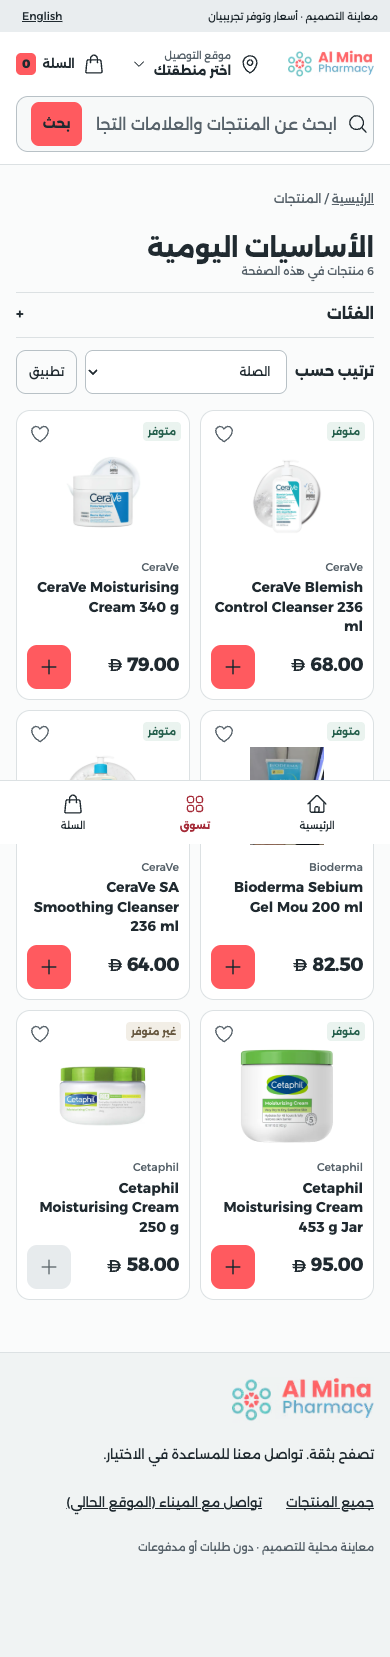 معاينة التصميم · أسعار وتوفر تجريبيان
English
Al Mina
Pharmacy
موقع التوصيل
اختر منطقتك
السلة
0
ابحث عن المنتجات والعلامات التجا
بحث
الرئيسية / المنتجات
الأساسيات اليومية
6 منتجات في هذه الصفحة
الفئات
+
ترتيب حسب
الصلة
تطبيق
متوفر
CeraVe
CeraVe Blemish
Control Cleanser 236
ml
68.00
متوفر
CeraVe
CeraVe
CeraVe Moisturising
Cream 340 g
79.00
متوفر
Bioderma
Bioderma Sebium
Gel Mou 200 ml
82.50
متوفر
CeraVe
CeraVe SA
Smoothing Cleanser
236 ml
64.00
الرئيسية
تسوق
السلة
متوفر
Cetaphil
Moisturizing Cream
Cetaphil
Cetaphil
Moisturising Cream
453 g Jar
95.00
غير متوفر
Cetaphil
Cetaphil
Cetaphil
Moisturising Cream
250 g
58.00
Al Mina
Pharmacy
تصفح بثقة. تواصل معنا للمساعدة في الاختيار.
جميع المنتجات
تواصل مع الميناء (الموقع الحالي)
معاينة محلية للتصميم · دون طلبات أو مدفوعات